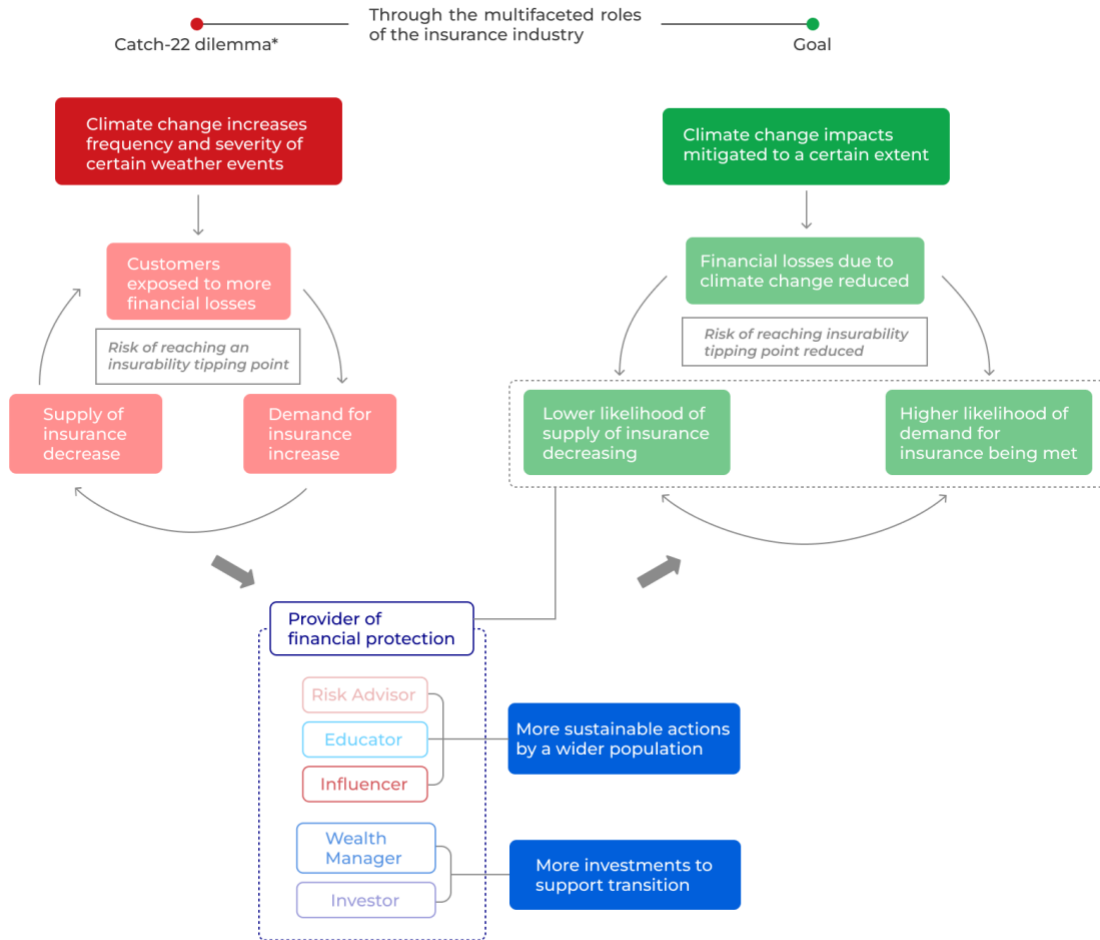 Through the multifaceted roles
of the insurance industry
Catch-22 dilemma*
Goal
Climate change increases
frequency and severity of
certain weather events
Customers
exposed to more
financial losses
Risk of reaching an
insurability tipping point
Supply of
insurance
decrease
Demand for
insurance
increase
Climate change impacts
mitigated to a certain extent
Financial losses due to
climate change reduced
Risk of reaching insurability
tipping point reduced
Lower likelihood of
supply of insurance
decreasing
Higher likelihood of
demand for
insurance being met
Provider of
financial protection
Risk Advisor
Educator
Influencer
More sustainable actions
by a wider population
Wealth
Manager
Investor
More investments to
support transition